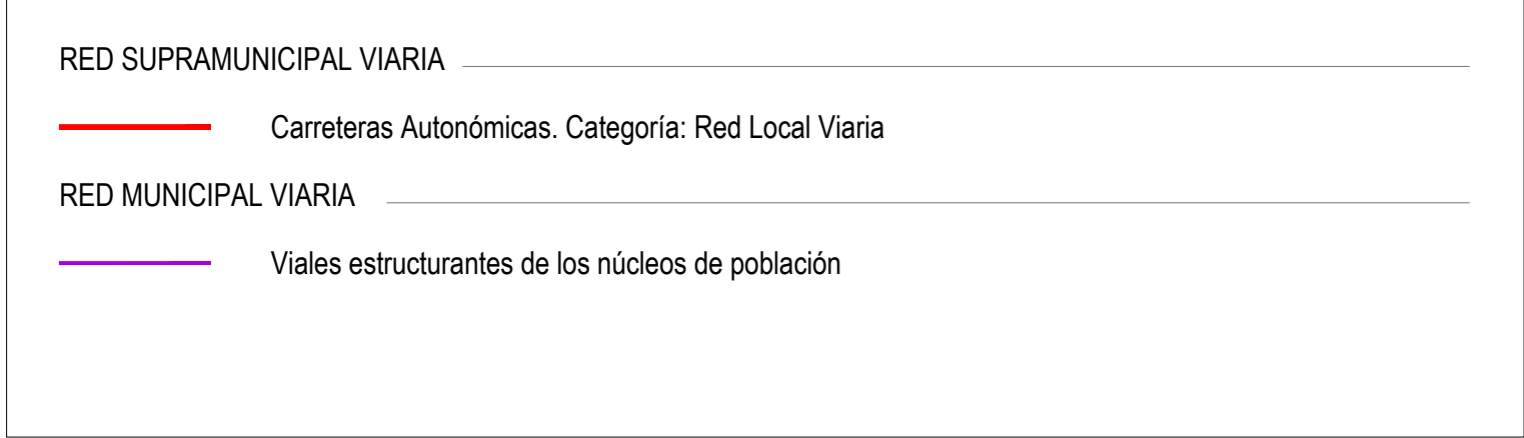 RED SUPRAMUNICIPAL VIARIA
Carreteras Autonómicas. Categoría: Red Local Viaria
RED MUNICIPAL VIARIA
Viales estructurantes de los núcleos de población